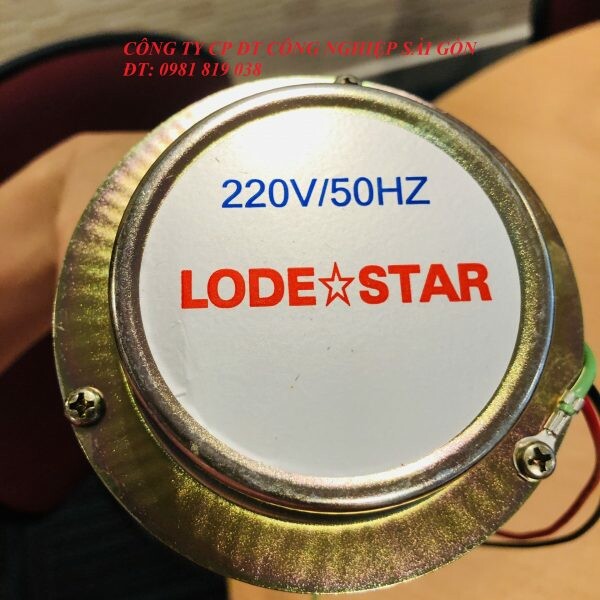 CÔNG TY CP ĐT CÔNG NGHIỆP SÀI GÒN
ĐT: 0981 819 038
220V/50HZ
LODE☆STAR